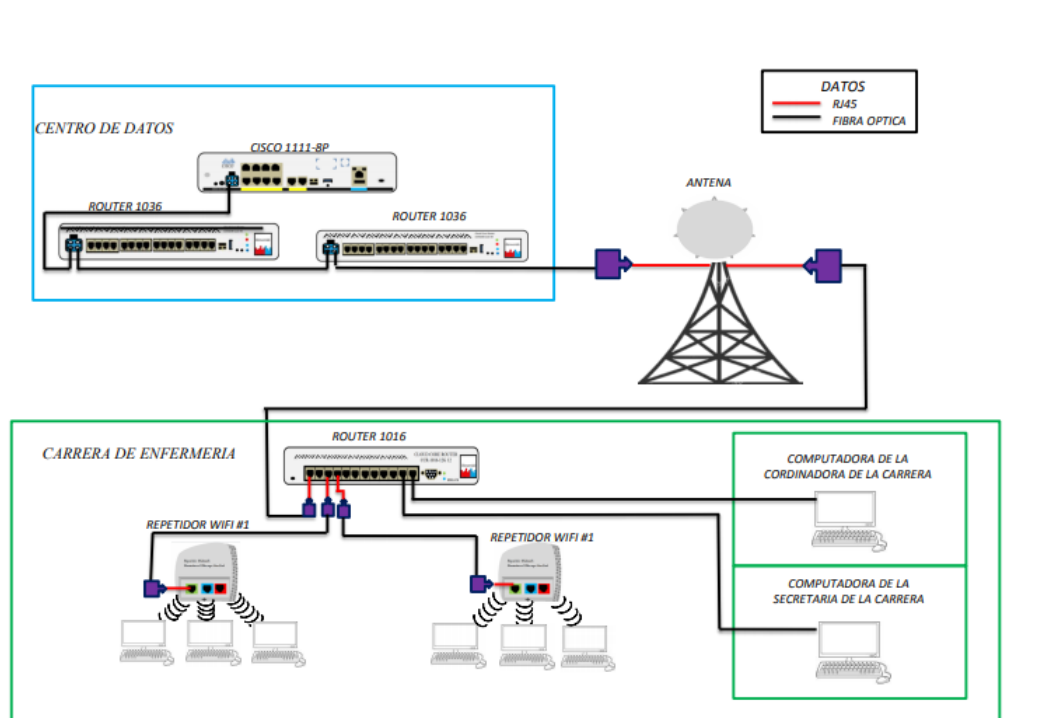 DATOS
RJ45
FIBRA OPTICA
CENTRO DE DATOS
CISCO 1111-8P
ROUTER 1036
ROUTER 1036
ANTENA
CARRERA DE ENFERMERIA
ROUTER 1016
COMPUTADORA DE LA
CORDINADORA DE LA CARRERA
REPETIDOR WIFI #1
REPETIDOR WIFI #1
COMPUTADORA DE LA
SECRETARIA DE LA CARRERA